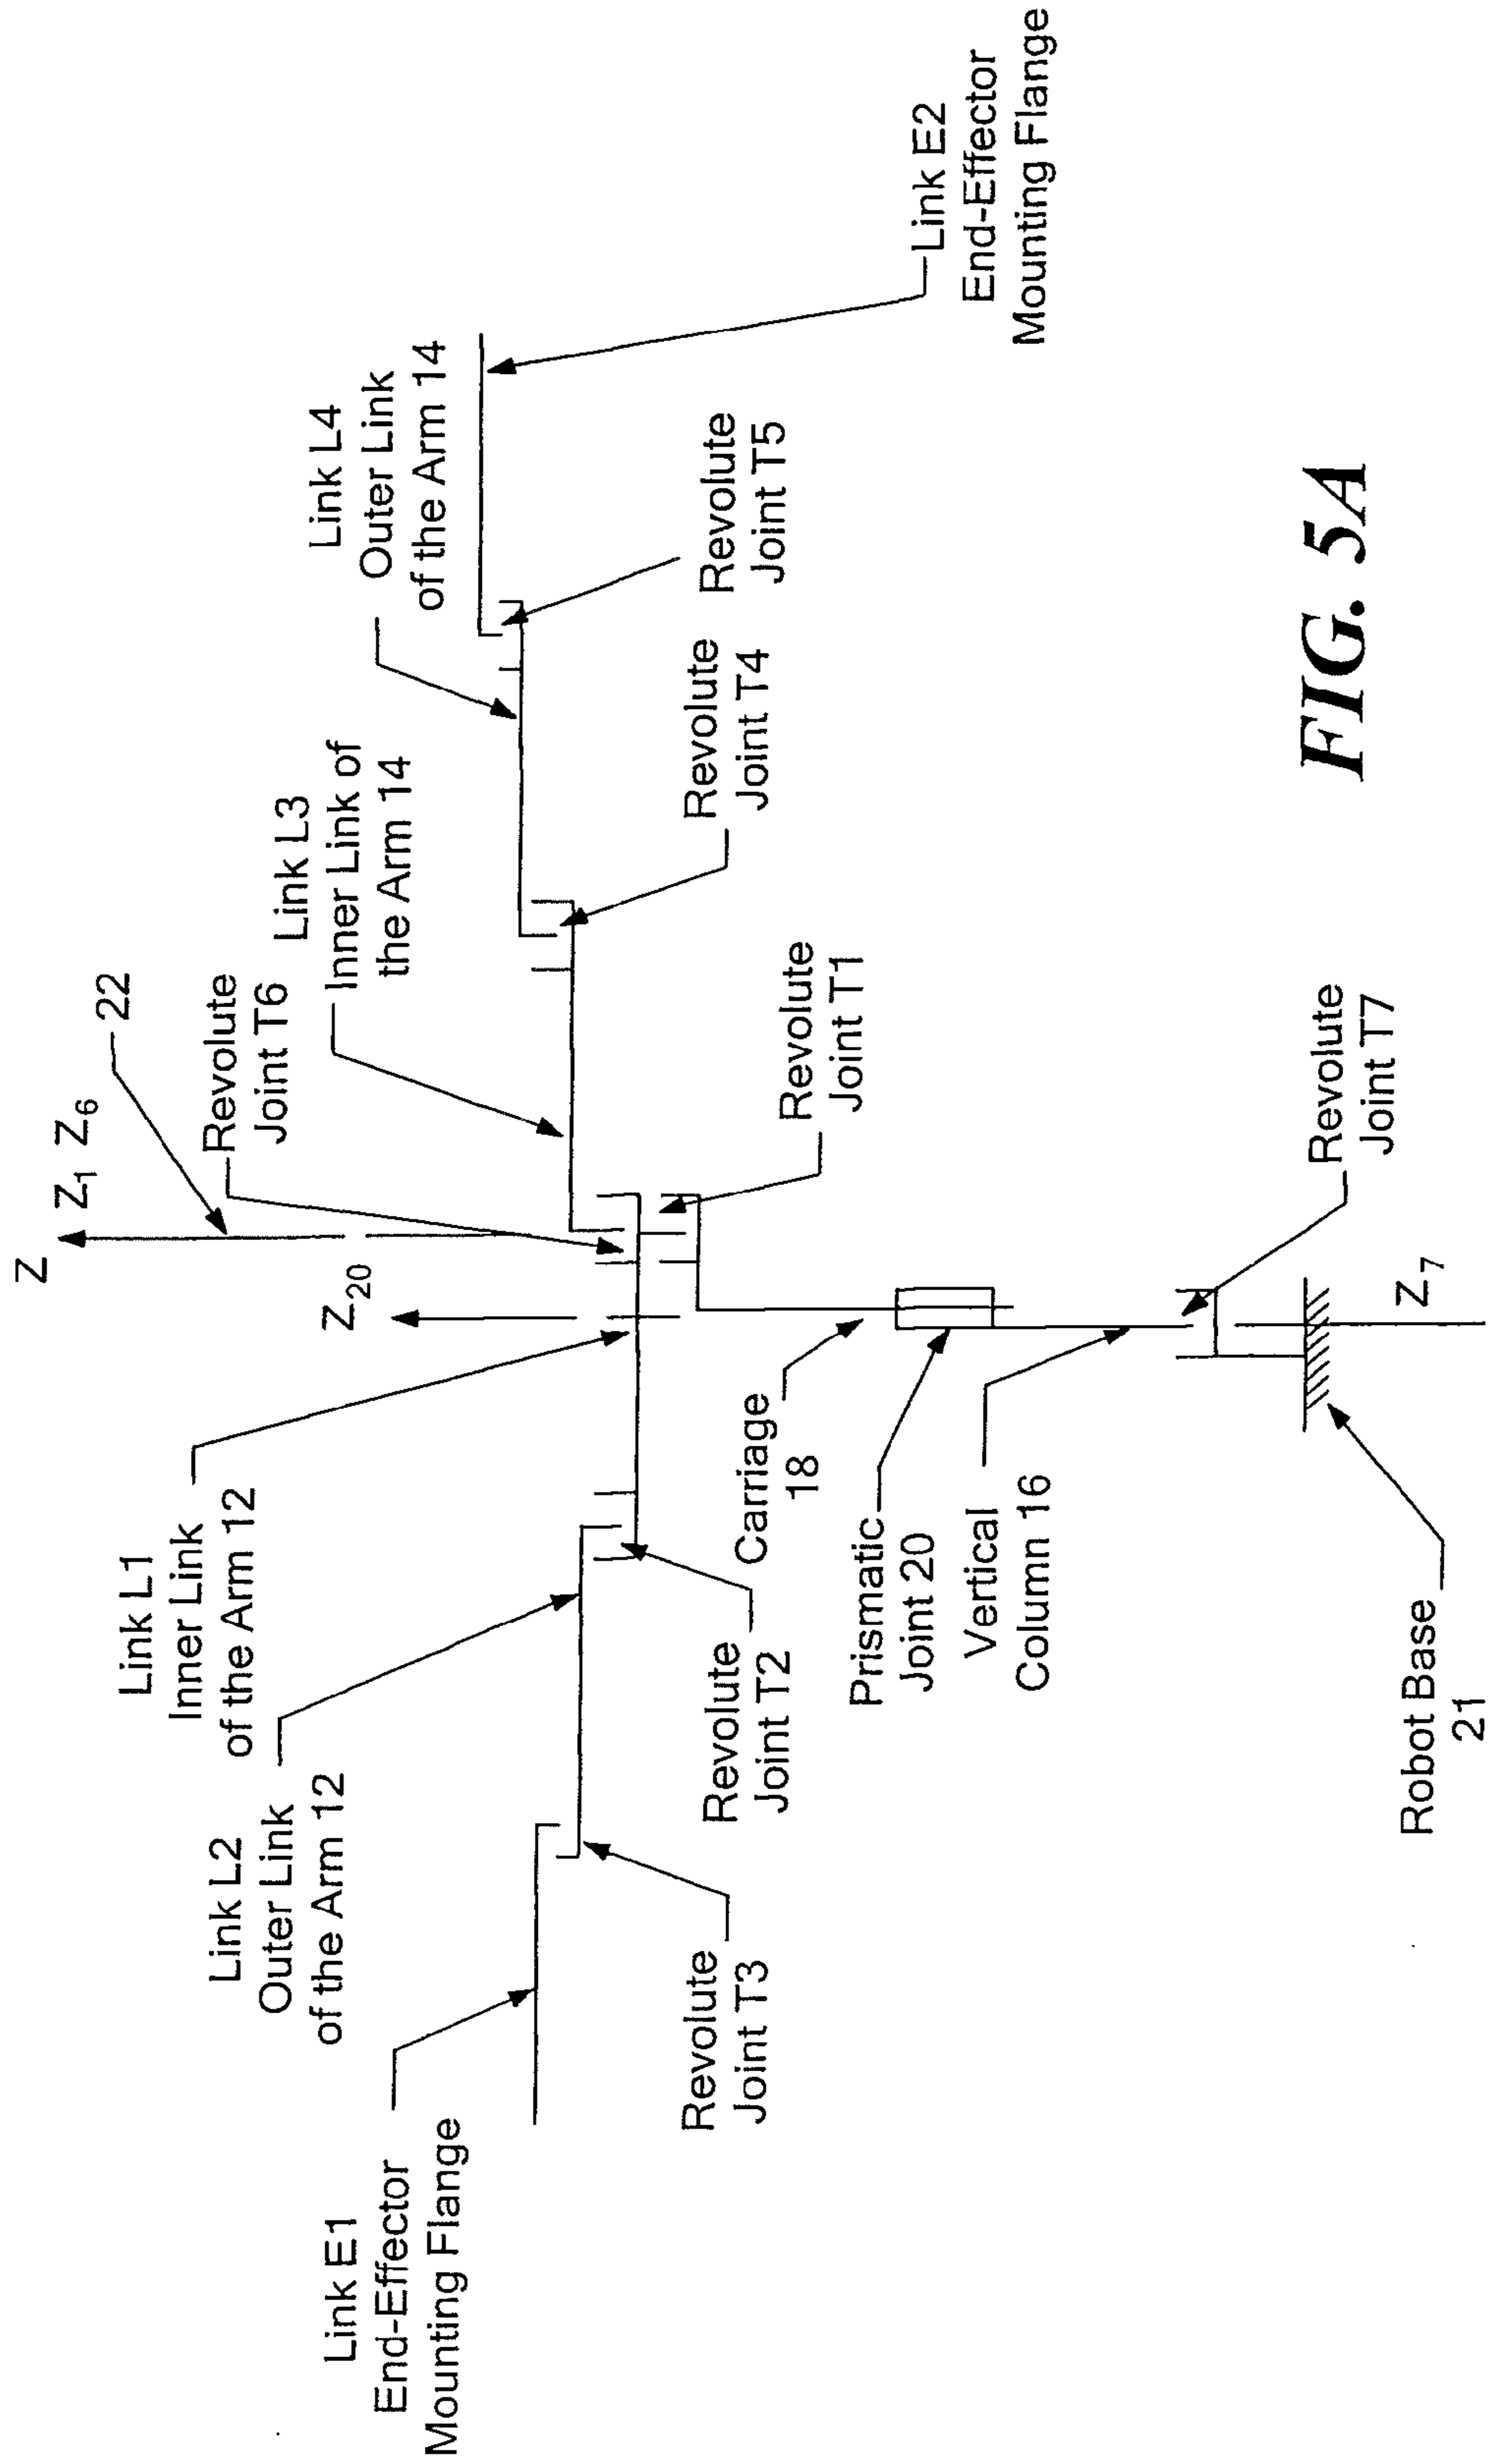 Z
Z1 Z6
22
Z20
Revolute
Joint T6
Link L1
Inner Link
of the Arm 12
Link L2
Outer Link
of the Arm 12
Link E1
End-Effector
Mounting Flange
Link L3
Inner Link of
the Arm 14
Link L4
Outer Link
of the Arm 14
Link E2
End-Effector
Mounting Flange
Revolute
Joint T3
Revolute
Joint T2
Carriage
18
Prismatic
Joint 20
Vertical
Column 16
Revolute
Joint T1
Revolute
Joint T4
Revolute
Joint T5
Revolute
Joint T7
Z7
Robot Base
21
FIG. 5A